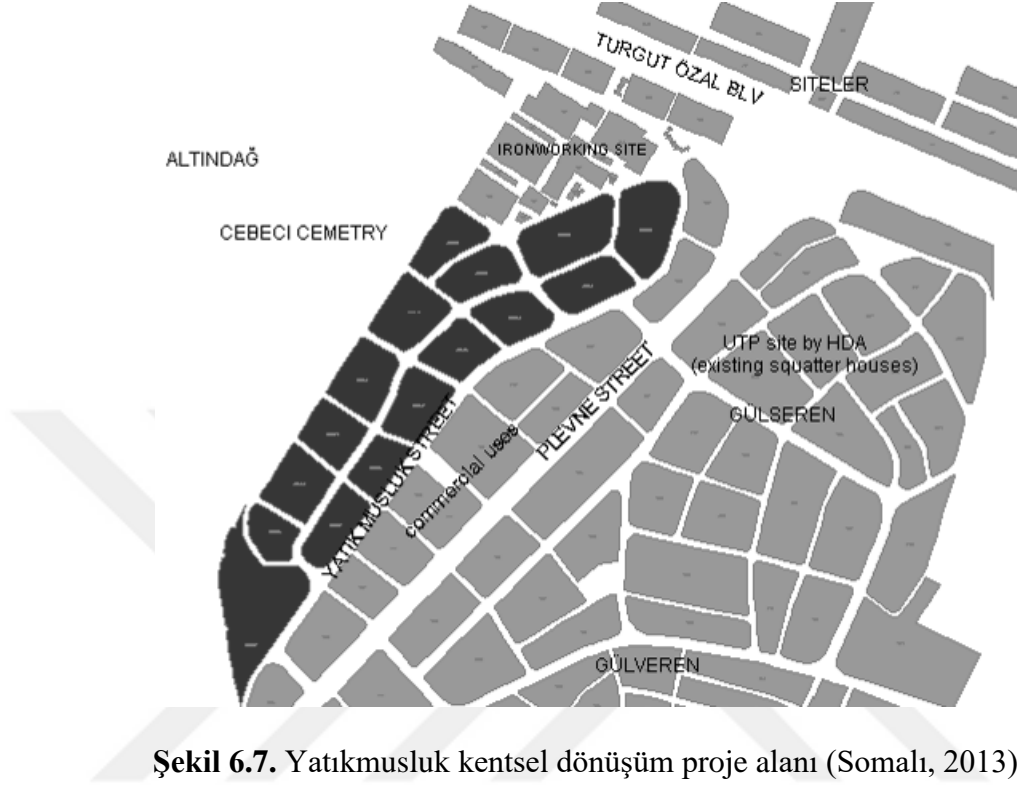 TURGUT ÖZAL BLV
SITELER
IRONWORKING SITE
ALTINDAĞ
CEBECI CEMETRY
UTP site by HDA
(existing squatter houses)
GÜLSEREN
PLEVNE STREET
YATIK MUSLUK STREET
commercial uses
GÜLVEREN
Şekil 6.7. Yatıkmusluk kentsel dönüşüm proje alanı (Somalı, 2013)